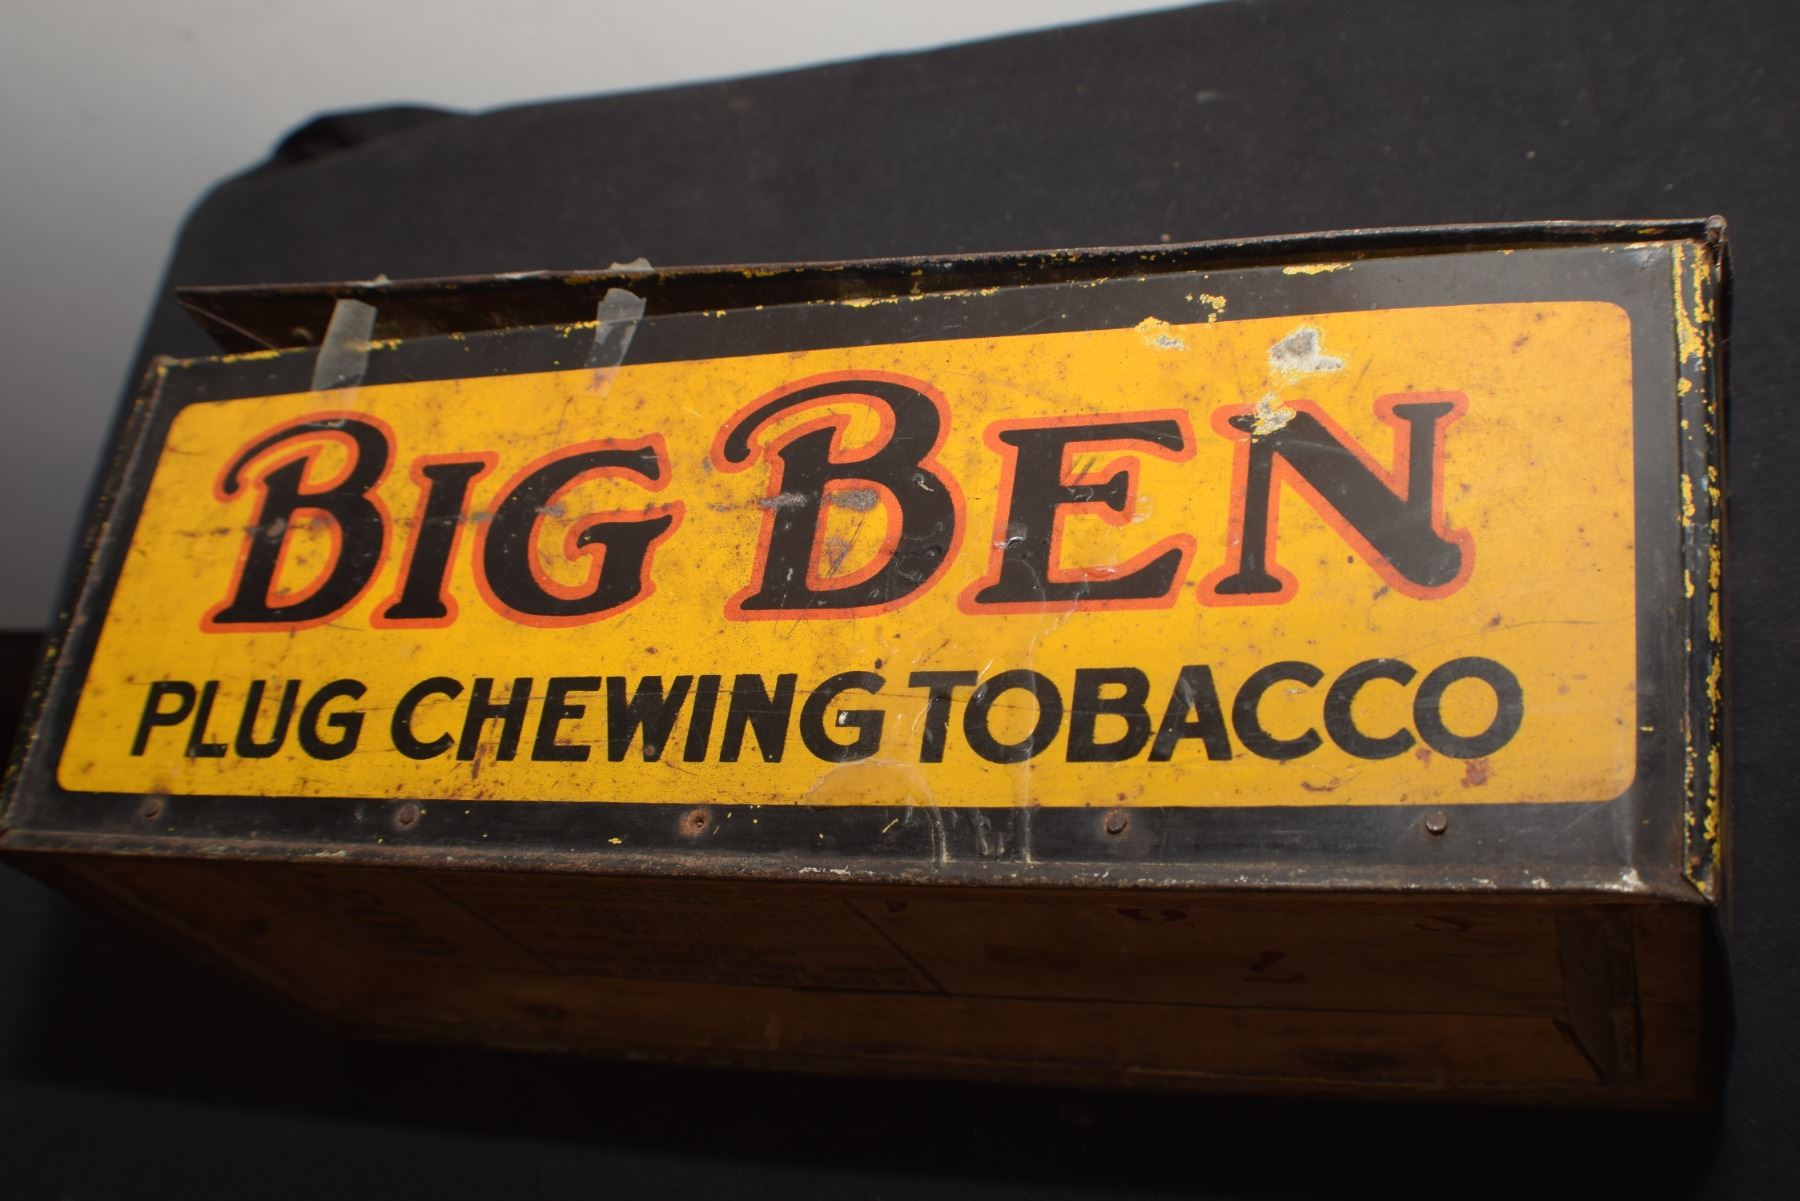 BIG BEN
PLUG CHEWING TOBACCO